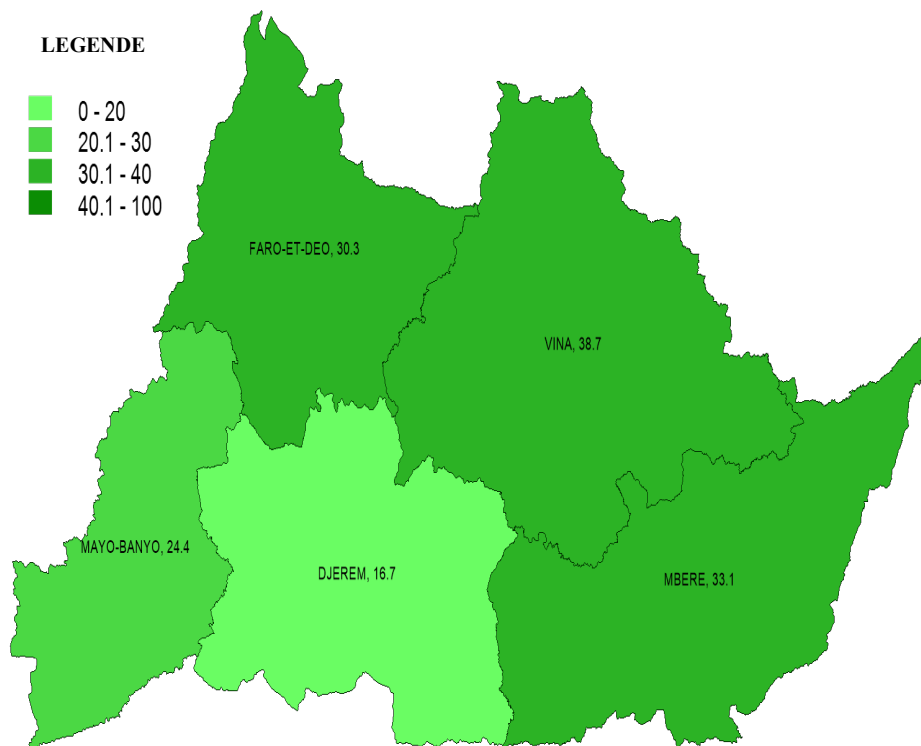 LEGENDE
0 - 20
20.1 - 30
30.1 - 40
40.1 - 100
FARO-ET-DEO, 30.3
VINA, 38.7
MAYO-BANYO, 24.4
DJEREM, 16.7
MBERE, 33.1